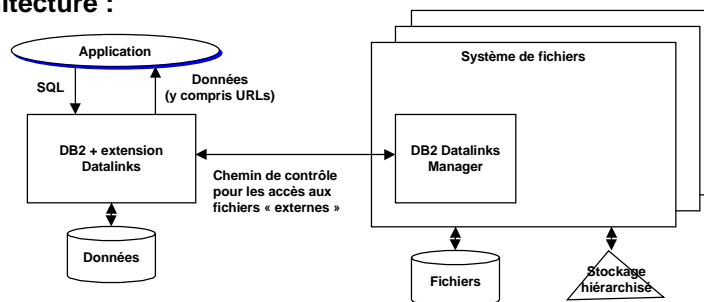 hitecture :
Application
Système de fichiers
SQL
Données
(y compris URLs)
DB2 + extension
Datalinks
DB2 Datalinks
Manager
Chemin de contrôle
pour les accès aux
fichiers « externes »
Données
Fichiers
Stockage
hiérarchisé